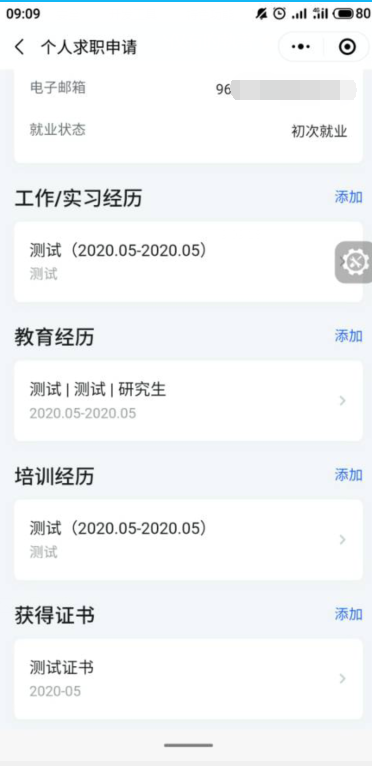 09:09
80
个人求职申请
电子邮箱
96
就业状态
初次就业
工作/实习经历
添加
测试（2020.05-2020.05）
测试
教育经历
添加
测试 | 测试 | 研究生
2020.05-2020.05
培训经历
添加
测试（2020.05-2020.05）
测试
获得证书
添加
测试证书
2020-05